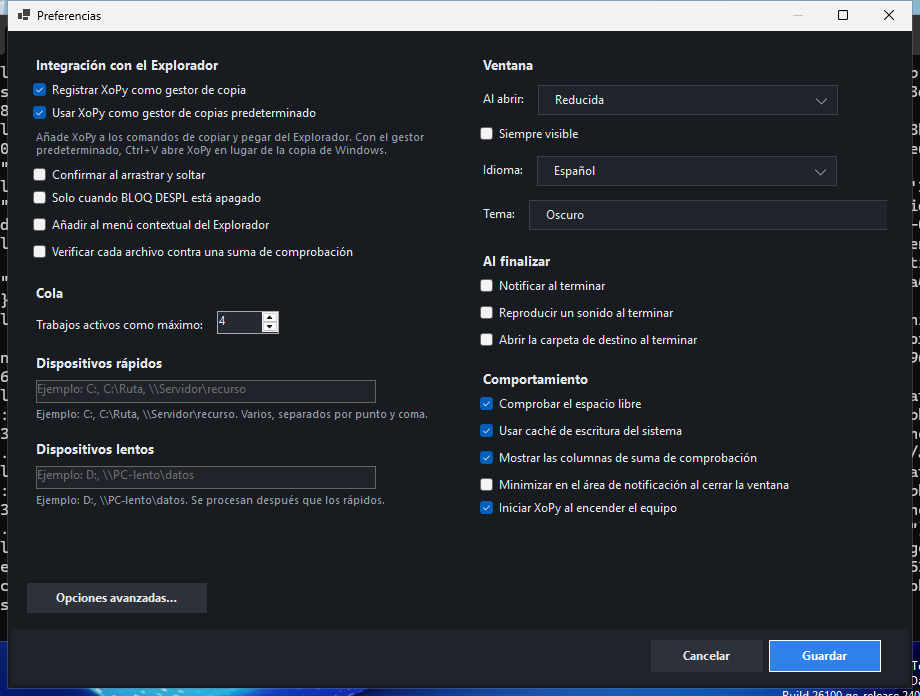 Preferencias
Integración con el Explorador
Registrar XoPy como gestor de copia
Usar XoPy como gestor de copias predeterminado
Añade XoPy a los comandos de copiar y pegar del Explorador. Con el gestor
predeterminado, Ctrl+V abre XoPy en lugar de la copia de Windows.
Confirmar al arrastrar y soltar
Solo cuando BLOQ DESPL está apagado
Añadir al menú contextual del Explorador
Verificar cada archivo contra una suma de comprobación
Cola
Trabajos activos como máximo: 4
Dispositivos rápidos
Ejemplo: C:, C:\Ruta, \\Servidor\recurso
Ejemplo: C:, C:\Ruta, \\Servidor\recurso. Varios, separados por punto y coma.
Dispositivos lentos
Ejemplo: D:, \\PC-lento\datos
Ejemplo: D:, \\PC-lento\datos. Se procesan después que los rápidos.
Opciones avanzadas...
Ventana
Al abrir: Reducida
Siempre visible
Idioma: Español
Tema: Oscuro
Al finalizar
Notificar al terminar
Reproducir un sonido al terminar
Abrir la carpeta de destino al terminar
Comportamiento
Comprobar el espacio libre
Usar caché de escritura del sistema
Mostrar las columnas de suma de comprobación
Minimizar en el área de notificación al cerrar la ventana
Iniciar XoPy al encender el equipo
Cancelar
Guardar